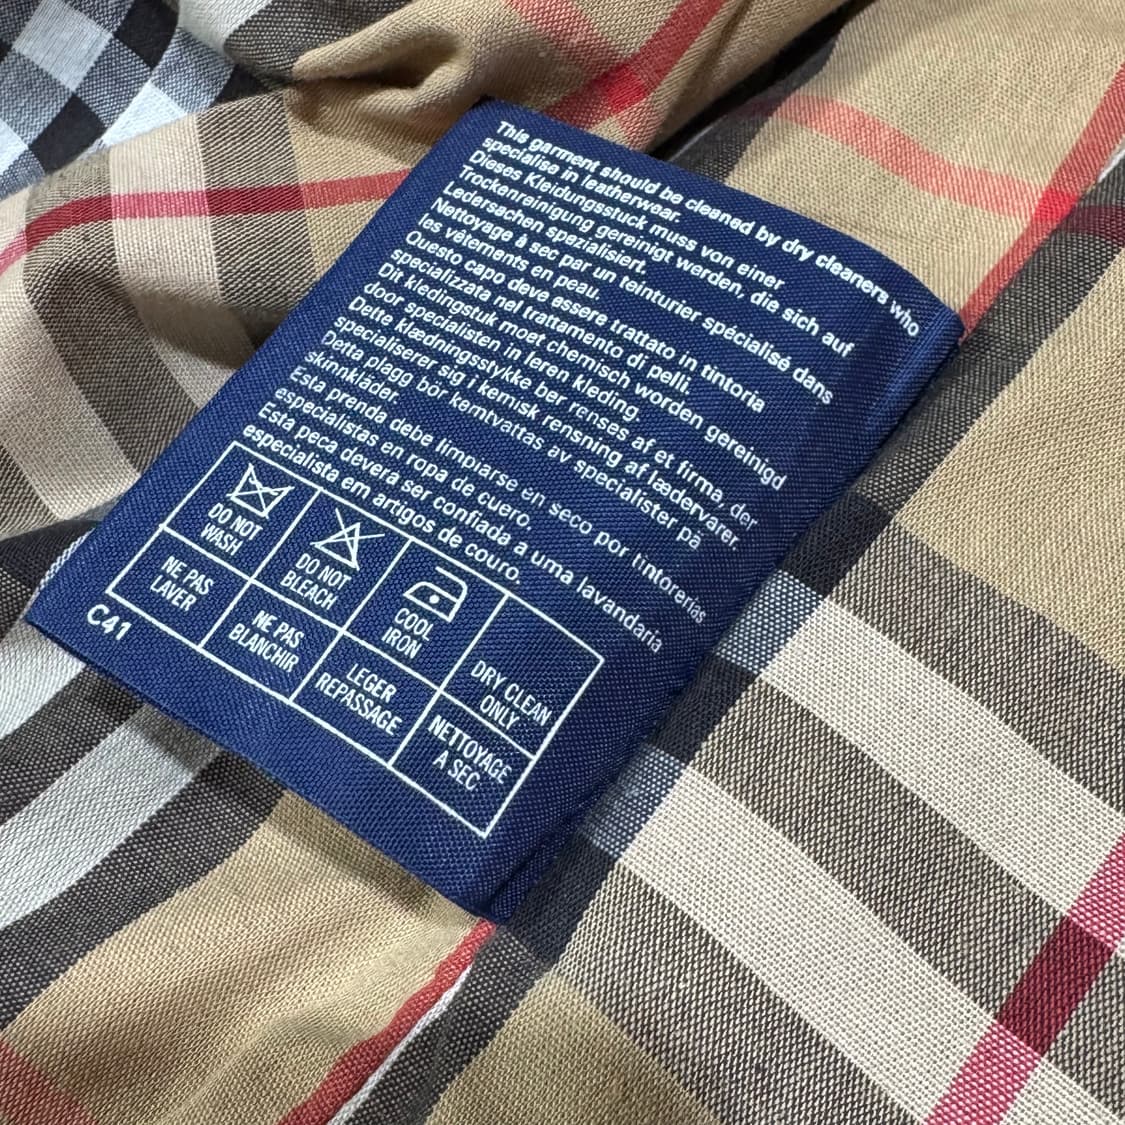 This garment should be cleaned by dry cleaners who
specialise in leatherwear.
Dieses Kleidungsstuck muss von einer
Trockenreinigung gereinigt werden, die sich auf
Ledersachen spezialisiert.
Nettoyage à sec par un teinturier spécialisé dans
les vêtements en peau.
Questo capo deve essere trattato in tintoria
specializzata nel trattamento di pelli.
Dit kledingstuk moet chemisch worden gereinigd
door specialisten in leren kleding.
Dette klædningsstykke bør renses af et firma, der
specialiserer sig i kemisk rensning af lædervarer.
Detta plagg bör kemtvattas av specialister på
skinnkläder.
Esta prenda debe limpiarse en seco por tintorerias
especialistas en ropa de cuero.
Esta peca devera ser confiada a uma lavandaria
especialista em artigos de couro.
DO NOT
WASH
DO NOT
BLEACH
COOL
IRON
DRY CLEAN
ONLY
NE PAS
LAVER
NE PAS
BLANCHIR
LEGER
REPASSAGE
NETTOYAGE
A SEC
C41